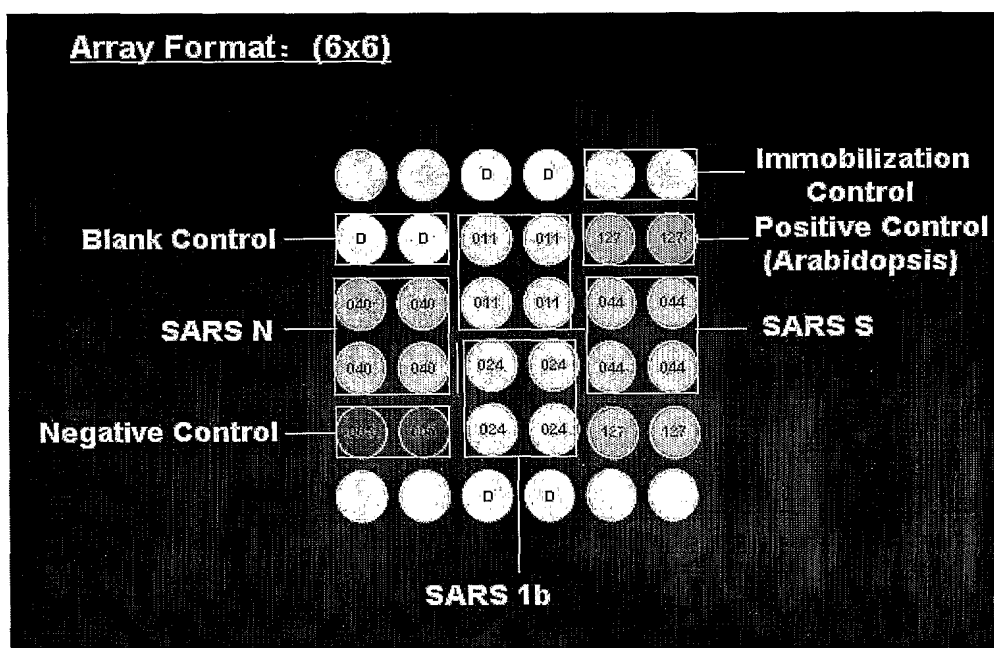 Array Format: (6x6)
D D
Immobilization
Control
Blank Control
D D 011 011 127 127
Positive Control
(Arabidopsis)
040 040 011 011 044 044
SARS N
SARS S
040 040 024 024 044 044
Negative Control
024 024 127 127
D D
SARS 1b